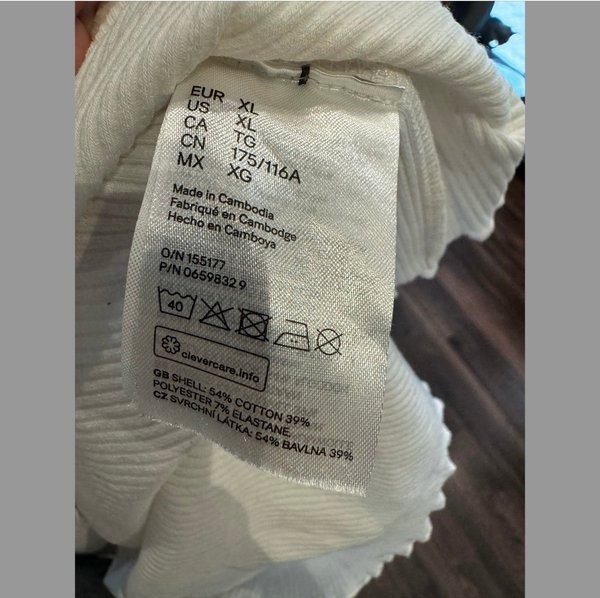 EUR XL
US XL
CA TG
CN 175/116A
MX XG
Made in Cambodia
Fabriqué en Cambodge
Hecho en Camboya
O/N 155177
P/N 0659832 9
40
clevercare.info
GB SHELL: 54% COTTON 39%
POLYESTER 7% ELASTANE.
CZ SVRCHNÍ LÁTKA: 54% BAVLNA 39%